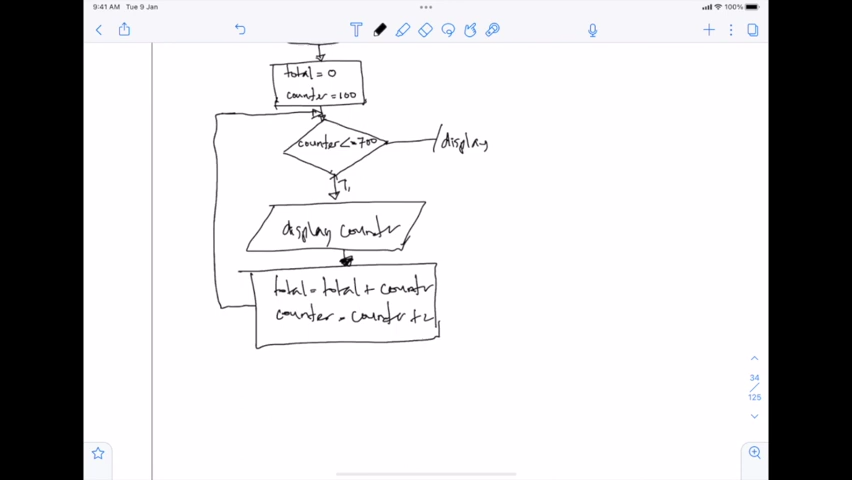 9:41 AM Tue 9 Jan
100%
total = 0
counter = 100
counter <= 700
display
T
display counter
total = total + counter
counter = counter + 2
34
125